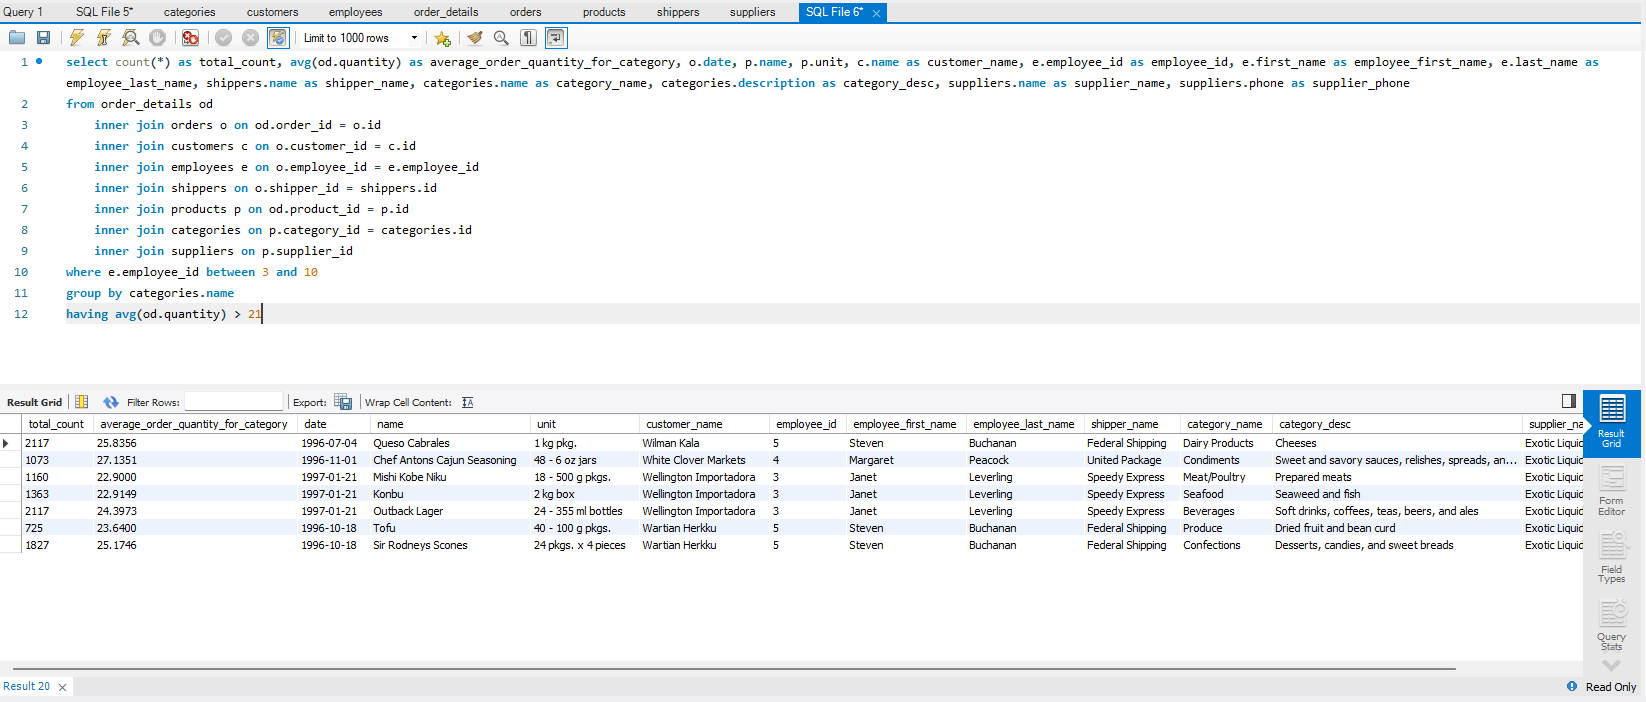 Query 1 SQL File 5* categories customers employees order_details orders products shippers suppliers SQL File 6*
Limit to 1000 rows
1 select count(*) as total_count, avg(od.quantity) as average_order_quantity_for_category, o.date, p.name, p.unit, c.name as customer_name, e.employee_id as employee_id, e.first_name as employee_first_name, e.last_name as
employee_last_name, shippers.name as shipper_name, categories.name as category_name, categories.description as category_desc, suppliers.name as supplier_name, suppliers.phone as supplier_phone
2 from order_details od
3 inner join orders o on od.order_id = o.id
4 inner join customers c on o.customer_id = c.id
5 inner join employees e on o.employee_id = e.employee_id
6 inner join shippers on o.shipper_id = shippers.id
7 inner join products p on od.product_id = p.id
8 inner join categories on p.category_id = categories.id
9 inner join suppliers on p.supplier_id
10 where e.employee_id between 3 and 10
11 group by categories.name
12 having avg(od.quantity) > 21
Result Grid Filter Rows: Export: Wrap Cell Content:
total_count average_order_quantity_for_category date name unit customer_name employee_id employee_first_name employee_last_name shipper_name category_name category_desc supplier_na
2117 25.8356 1996-07-04 Queso Cabrales 1 kg pkg. Wilman Kala 5 Steven Buchanan Federal Shipping Dairy Products Cheeses Exotic Liquid
1073 27.1351 1996-11-01 Chef Antons Cajun Seasoning 48 - 6 oz jars White Clover Markets 4 Margaret Peacock United Package Condiments Sweet and savory sauces, relishes, spreads, an... Exotic Liquid
1160 22.9000 1997-01-21 Mishi Kobe Niku 18 - 500 g pkgs. Wellington Importadora 3 Janet Leverling Speedy Express Meat/Poultry Prepared meats Exotic Liquid
1363 22.9149 1997-01-21 Konbu 2 kg box Wellington Importadora 3 Janet Leverling Speedy Express Seafood Seaweed and fish Exotic Liquid
2117 24.3973 1997-01-21 Outback Lager 24 - 355 ml bottles Wellington Importadora 3 Janet Leverling Speedy Express Beverages Soft drinks, coffees, teas, beers, and ales Exotic Liquid
725 23.6400 1996-10-18 Tofu 40 - 100 g pkgs. Wartian Herkku 5 Steven Buchanan Federal Shipping Produce Dried fruit and bean curd Exotic Liquid
1827 25.1746 1996-10-18 Sir Rodneys Scones 24 pkgs. x 4 pieces Wartian Herkku 5 Steven Buchanan Federal Shipping Confections Desserts, candies, and sweet breads Exotic Liquid
Result
Grid
Form
Editor
Field
Types
Query
Stats
Result 20 Read Only